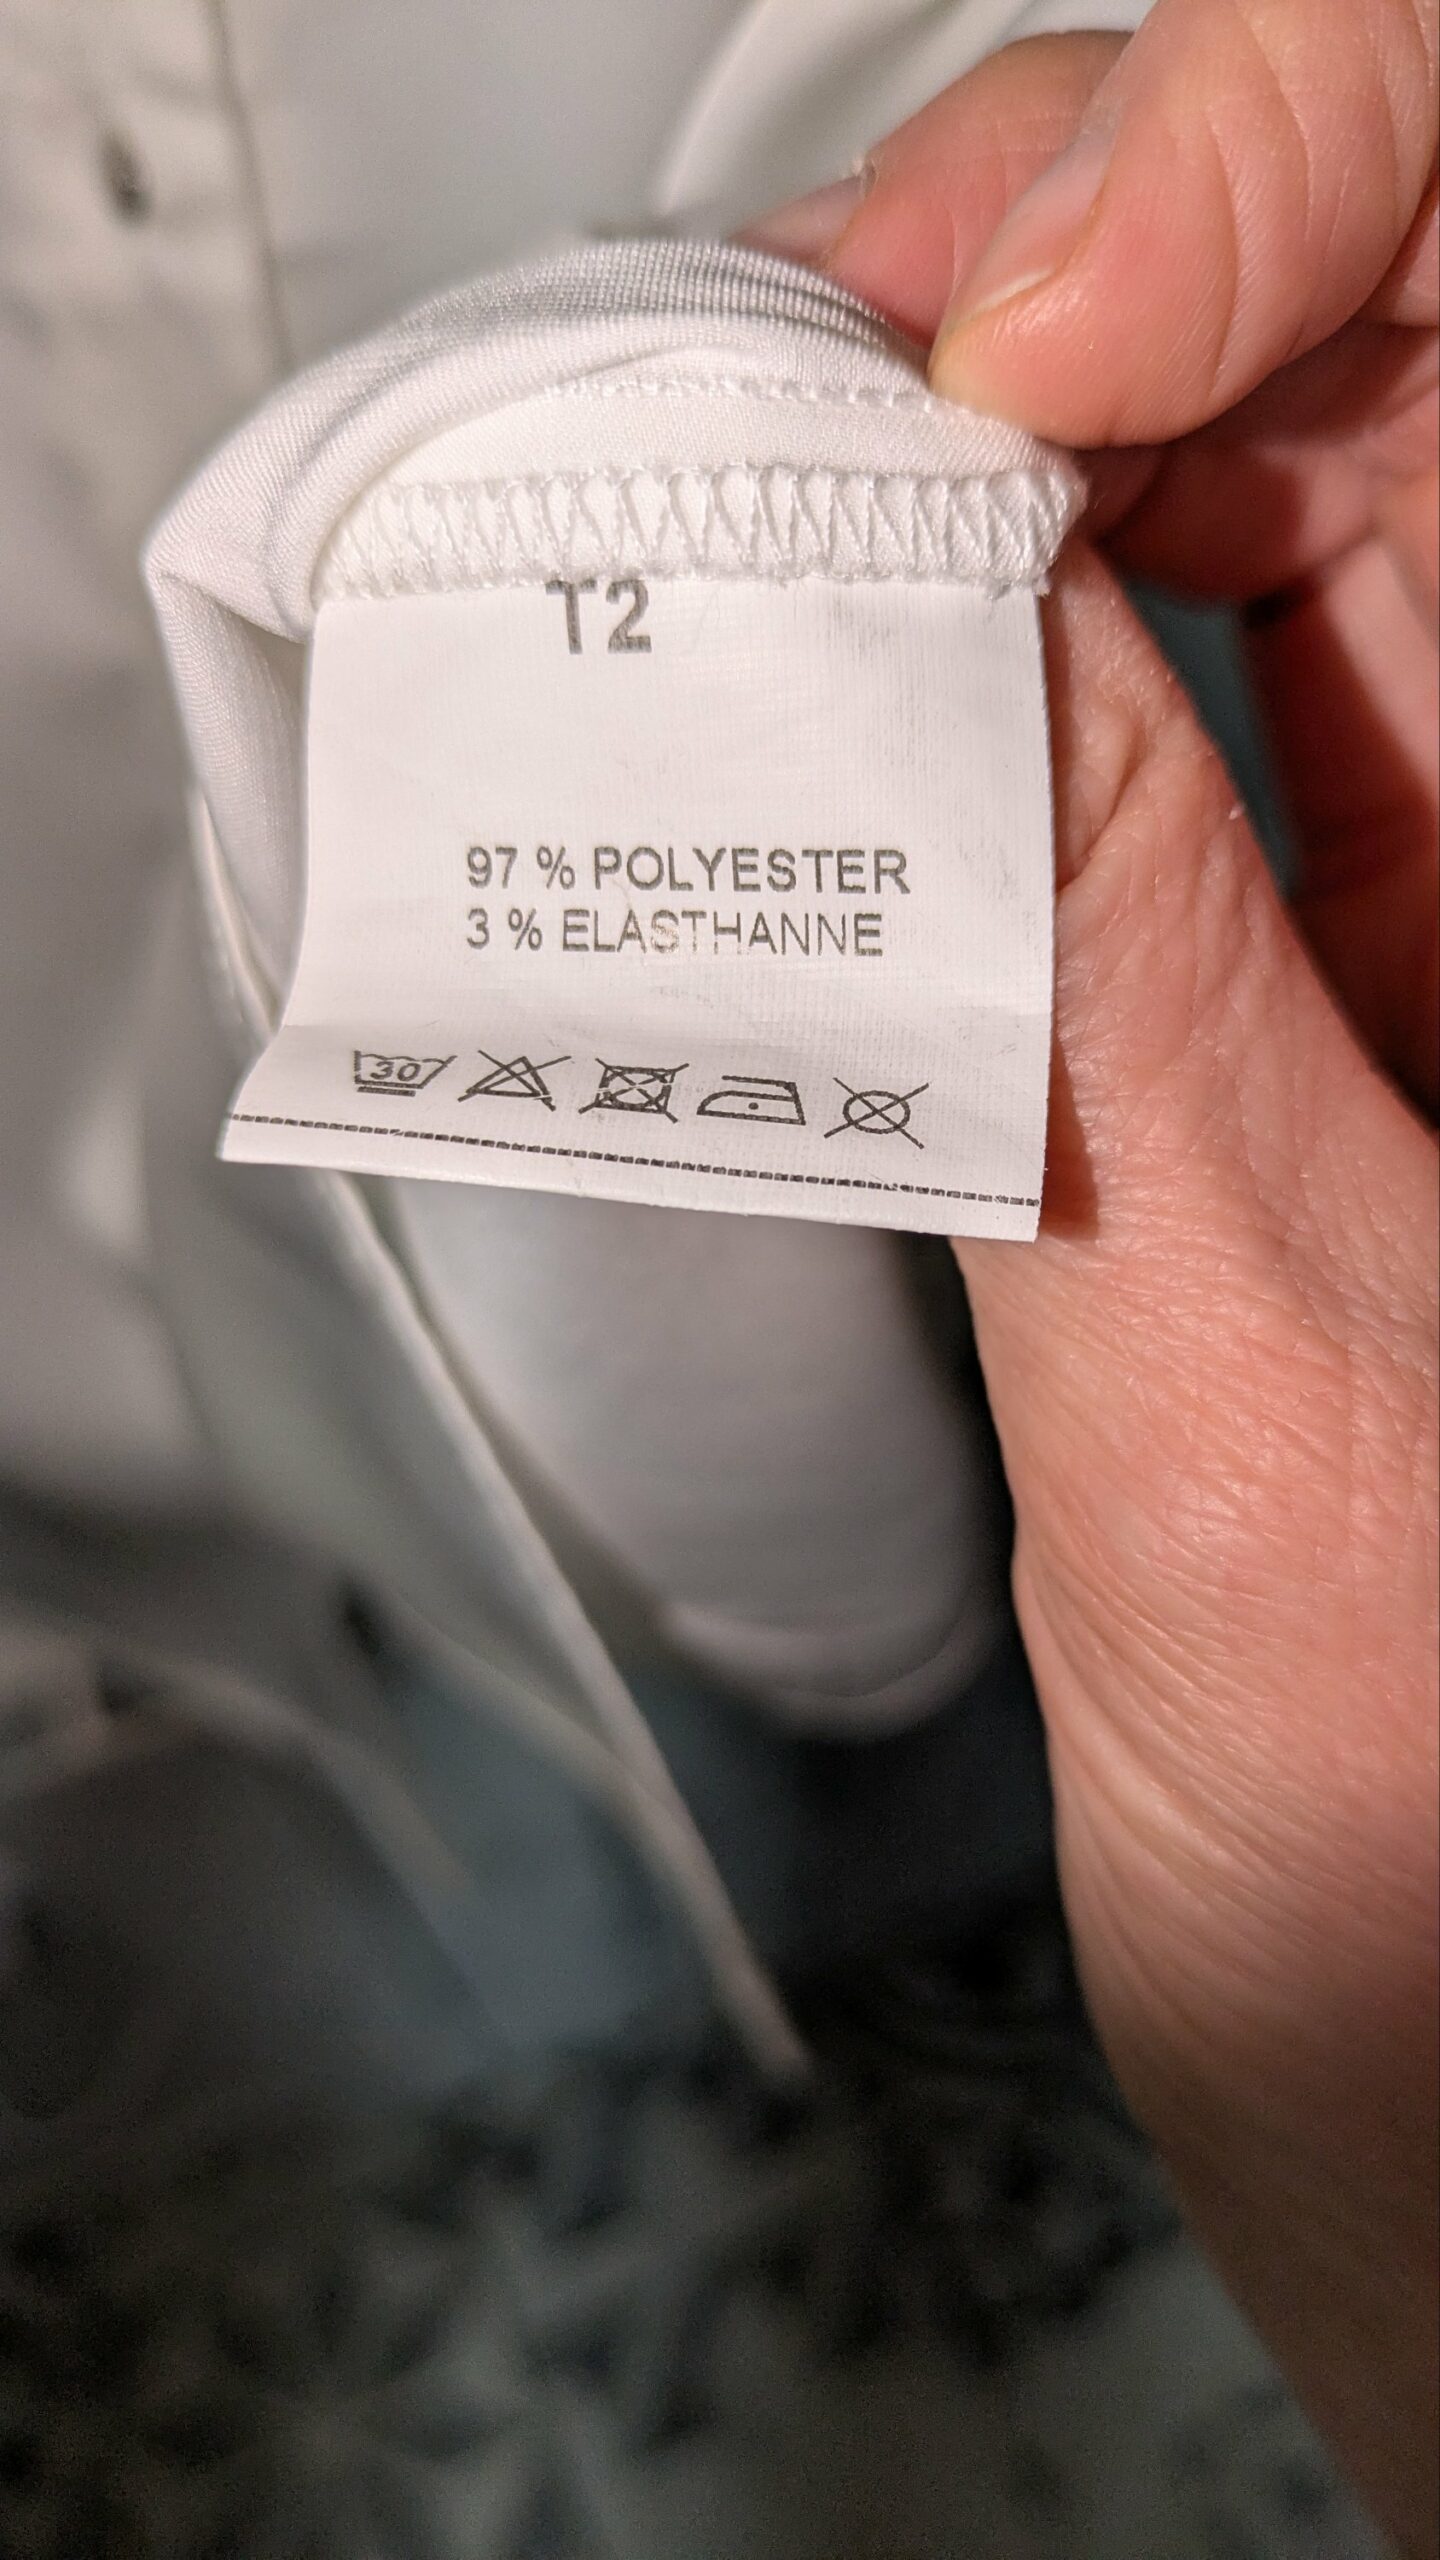 T2
97 % POLYESTER
3 % ELASTHANNE
30